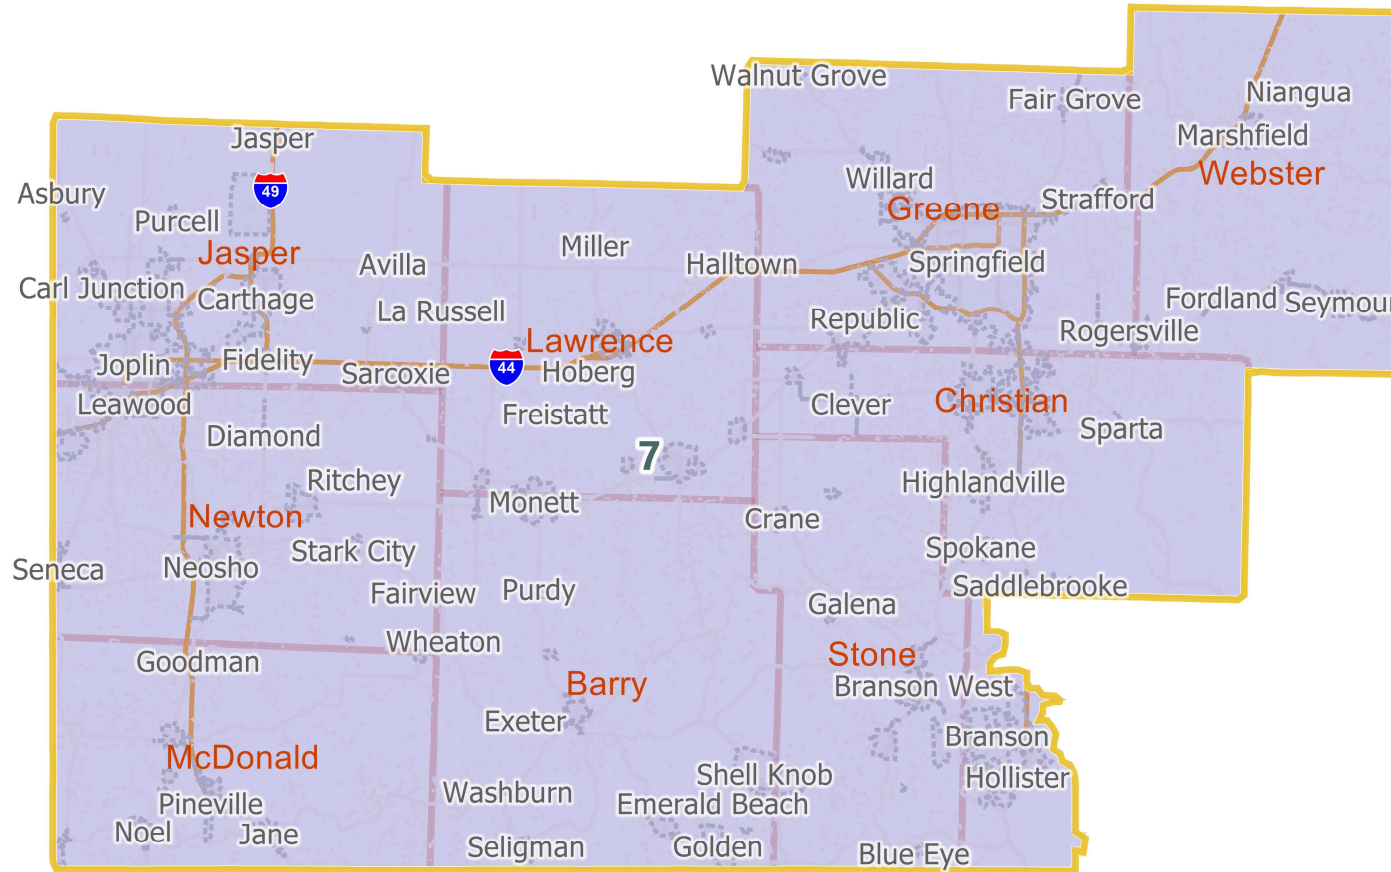 Walnut Grove
Fair Grove
Niangua
Jasper
Marshfield
Webster
Asbury
49
Willard
Strafford
Purcell
Greene
Jasper
Miller
Avilla
Halltown
Springfield
Carl Junction
Carthage
La Russell
Fordland
Seymour
Republic
Rogersville
Lawrence
Joplin
Fidelity
Sarcoxie
44
Hoberg
Leawood
Freistatt
Clever
Christian
Sparta
Diamond
7
Ritchey
Highlandville
Monett
Newton
Crane
Stark City
Spokane
Seneca
Neosho
Fairview
Purdy
Saddlebrooke
Galena
Wheaton
Goodman
Stone
Barry
Branson West
Exeter
Branson
McDonald
Shell Knob
Hollister
Washburn
Emerald Beach
Pineville
Noel
Jane
Seligman
Golden
Blue Eye